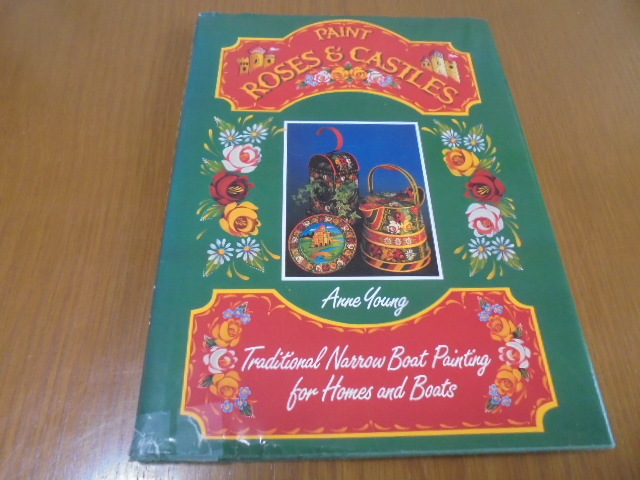 PAINT
ROSES & CASTLES
Anne Young
Traditional Narrow Boat Painting
for Homes and Boats